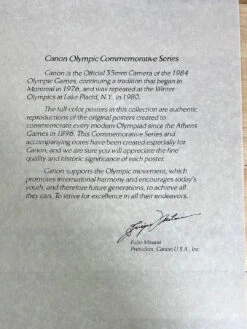 Canon Olympic Commemorative Series
Canon is the Official 35mm Camera of the 1984
Olympic Games, continuing a tradition that began in
Montreal in 1976, and was repeated at the Winter
Olympics at Lake Placid, N.Y., in 1980.
The full-color posters in this collection are authentic
reproductions of the original posters created to
commemorate every modern Olympiad since the Athens
Games in 1896. This Commemorative Series and
accompanying notes have been created especially for
Canon, and we are sure you will appreciate the fine
quality and historic significance of each poster.
Canon supports the Olympic movement, which
promotes international harmony and encourages today's
youth, and therefore future generations, to achieve all
they can. To strive for excellence in all their endeavors.
Fujio Mitarai
President, Canon U.S.A., Inc.